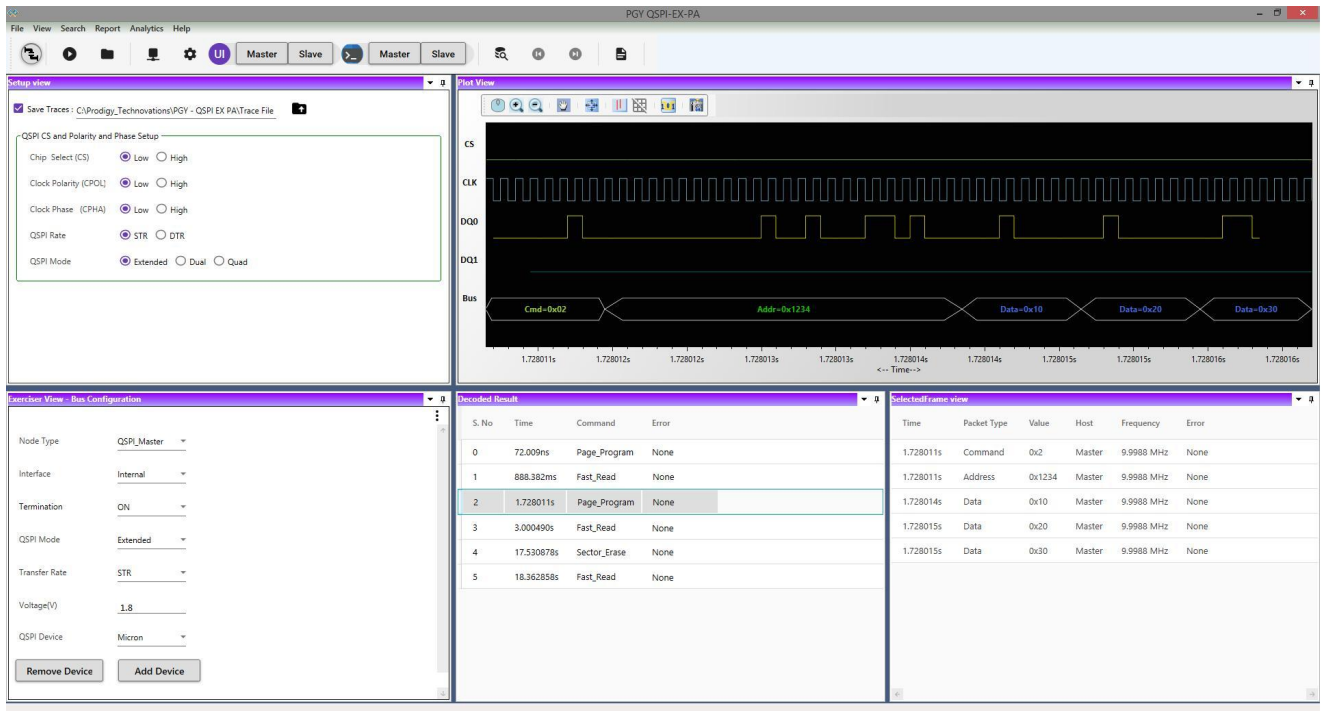 PGY QSPI-EX-PA
File View Search Report Analytics Help
UI Master Slave >_ Master Slave
Setup view
Save Traces : C:\Prodigy_Technovations\PGY - QSPI EX PA\Trace File
QSPI CS and Polarity and Phase Setup
Chip Select (CS) Low High
Clock Polarity (CPOL) Low High
Clock Phase (CPHA) Low High
QSPI Rate STR DTR
QSPI Mode Extended Dual Quad
Plot View
CS
CLK
DQ0
DQ1
Bus Cmd=0x02 Addr=0x1234 Data=0x10 Data=0x20 Data=0x30
1.728011s 1.728012s 1.728012s 1.728013s 1.728013s 1.728014s 1.728014s 1.728015s 1.728015s 1.728016s 1.728016s
<-- Time-->
Exerciser View - Bus Configuration
Node Type QSPI_Master
Interface Internal
Termination ON
QSPI Mode Extended
Transfer Rate STR
Voltage(V) 1.8
QSPI Device Micron
Remove Device Add Device
Decoded Result
S. No Time Command Error
0 72.009ns Page_Program None
1 888.382ms Fast_Read None
2 1.728011s Page_Program None
3 3.000490s Fast_Read None
4 17.530878s Sector_Erase None
5 18.362858s Fast_Read None
SelectedFrame view
Time Packet Type Value Host Frequency Error
1.728011s Command 0x2 Master 9.9988 MHz None
1.728011s Address 0x1234 Master 9.9988 MHz None
1.728014s Data 0x10 Master 9.9988 MHz None
1.728015s Data 0x20 Master 9.9988 MHz None
1.728015s Data 0x30 Master 9.9988 MHz None